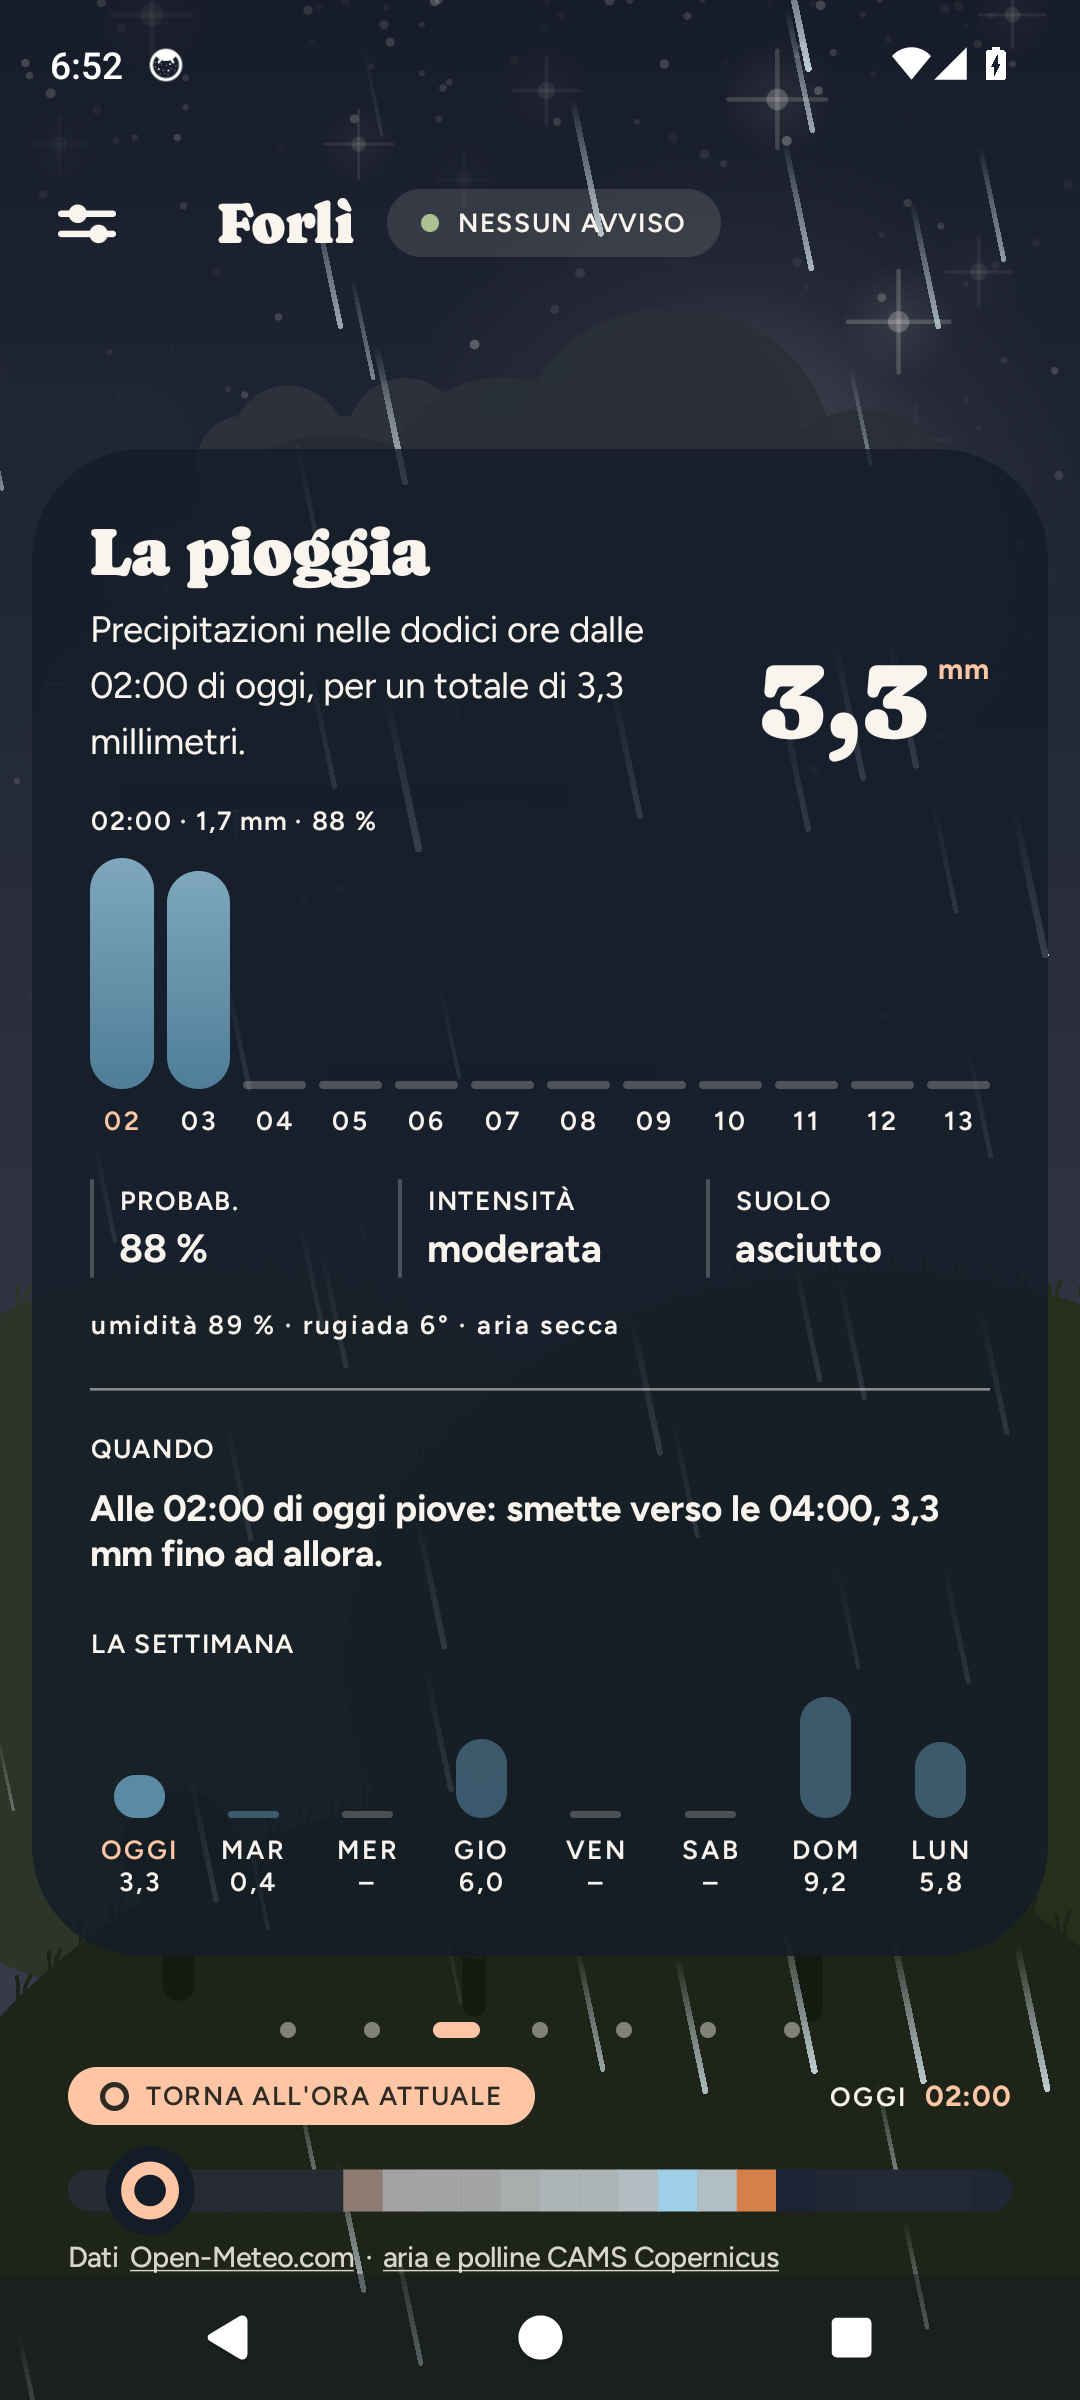 6:52
Forlì
NESSUN AVVISO
La pioggia
Precipitazioni nelle dodici ore dalle
02:00 di oggi, per un totale di 3,3
millimetri.
3,3 mm
02:00 · 1,7 mm · 88 %
02 03 04 05 06 07 08 09 10 11 12 13
PROBAB. INTENSITÀ SUOLO
88 % moderata asciutto
umidità 89 % · rugiada 6° · aria secca
QUANDO
Alle 02:00 di oggi piove: smette verso le 04:00, 3,3
mm fino ad allora.
LA SETTIMANA
OGGI MAR MER GIO VEN SAB DOM LUN
3,3 0,4 – 6,0 – – 9,2 5,8
TORNA ALL'ORA ATTUALE
OGGI 02:00
Dati Open-Meteo.com · aria e polline CAMS Copernicus